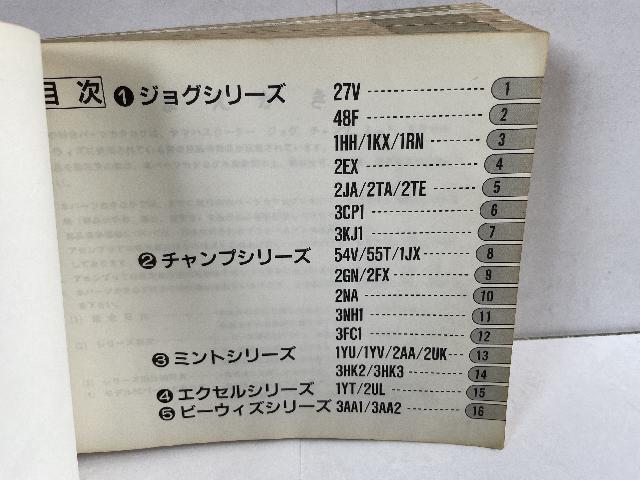 目次 ❶ジョグシリーズ 27V ---------- 1
48F ---------- 2
1HH/1KX/1RN ---------- 3
2EX ---------- 4
2JA/2TA/2TE ---------- 5
3CP1 ---------- 6
3KJ1 ---------- 7
❷チャンプシリーズ 54V/55T/1JX ---------- 8
2GN/2FX ---------- 9
2NA ---------- 10
3NH1 ---------- 11
3FC1 ---------- 12
❸ミントシリーズ 1YU/1YV/2AA/2UK --- 13
3HK2/3HK3 ---------- 14
❹エクセルシリーズ 1YT/2UL ---------- 15
❺ビーウィズシリーズ 3AA1/3AA2 ---------- 16